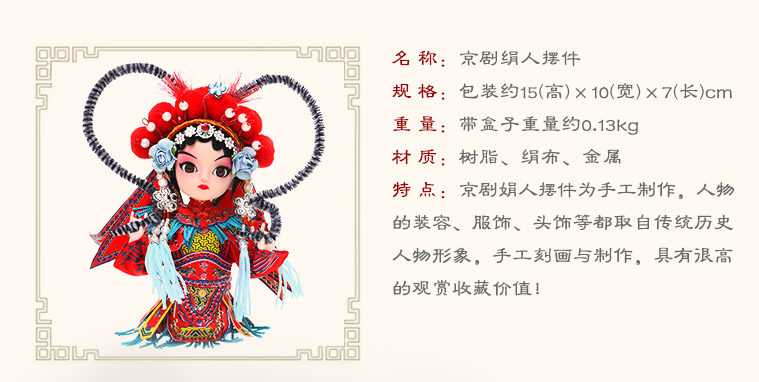 名 称：京剧绢人摆件
规 格：包装约15(高)×10(宽)×7(长)cm
重 量：带盒子重量约0.13kg
材 质：树脂、绢布、金属
特 点：京剧娟人摆件为手工制作，人物
的装容、服饰、头饰等都取自传统历史
人物形象，手工刻画与制作，具有很高
的观赏收藏价值！